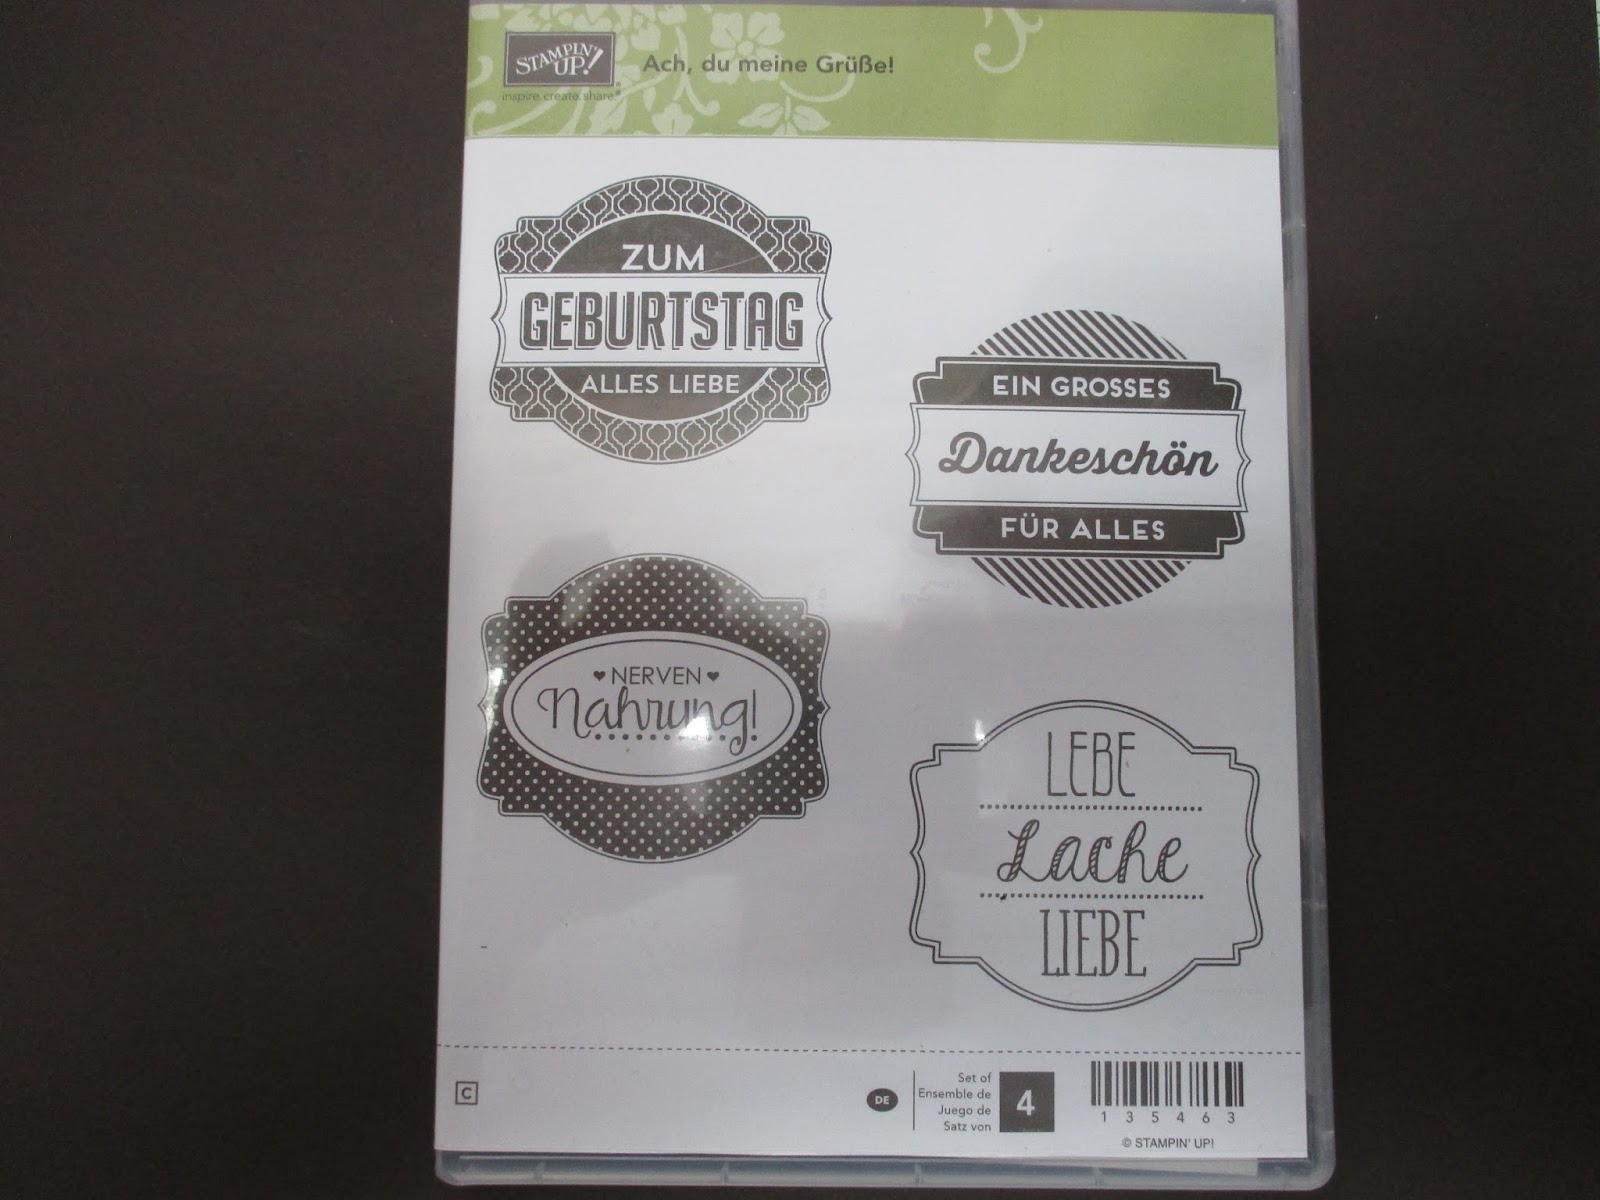 STAMPIN' UP!
inspire. create. share.
Ach, du meine Grüße!
ZUM
GEBURTSTAG
ALLES LIEBE
EIN GROSSES
Dankeschön
FÜR ALLES
NERVEN
Nahrung!
LEBE
Lache
LIEBE
C
DE
Set of
Ensemble de
Juego de
Satz von
4
135463
© STAMPIN' UP!